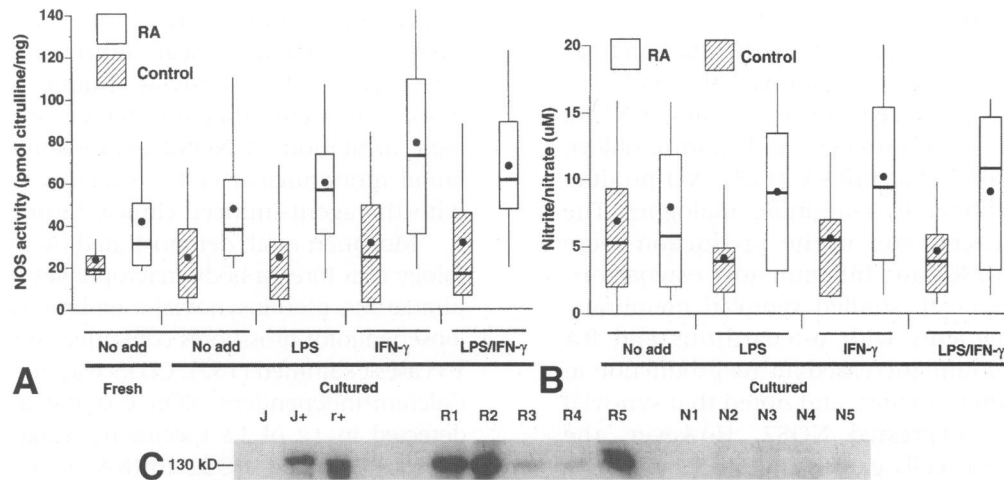 RA
Control
NOS activity (pmol citrulline/mg)
140
120
100
80
60
40
20
0
No add
No add
LPS
IFN-γ
LPS/IFN-γ
Fresh
Cultured
A
RA
Control
Nitrite/nitrate (uM)
20
15
10
5
0
No add
LPS
IFN-γ
LPS/IFN-γ
Cultured
B
J J+ r+ R1 R2 R3 R4 R5 N1 N2 N3 N4 N5
C
130 kD